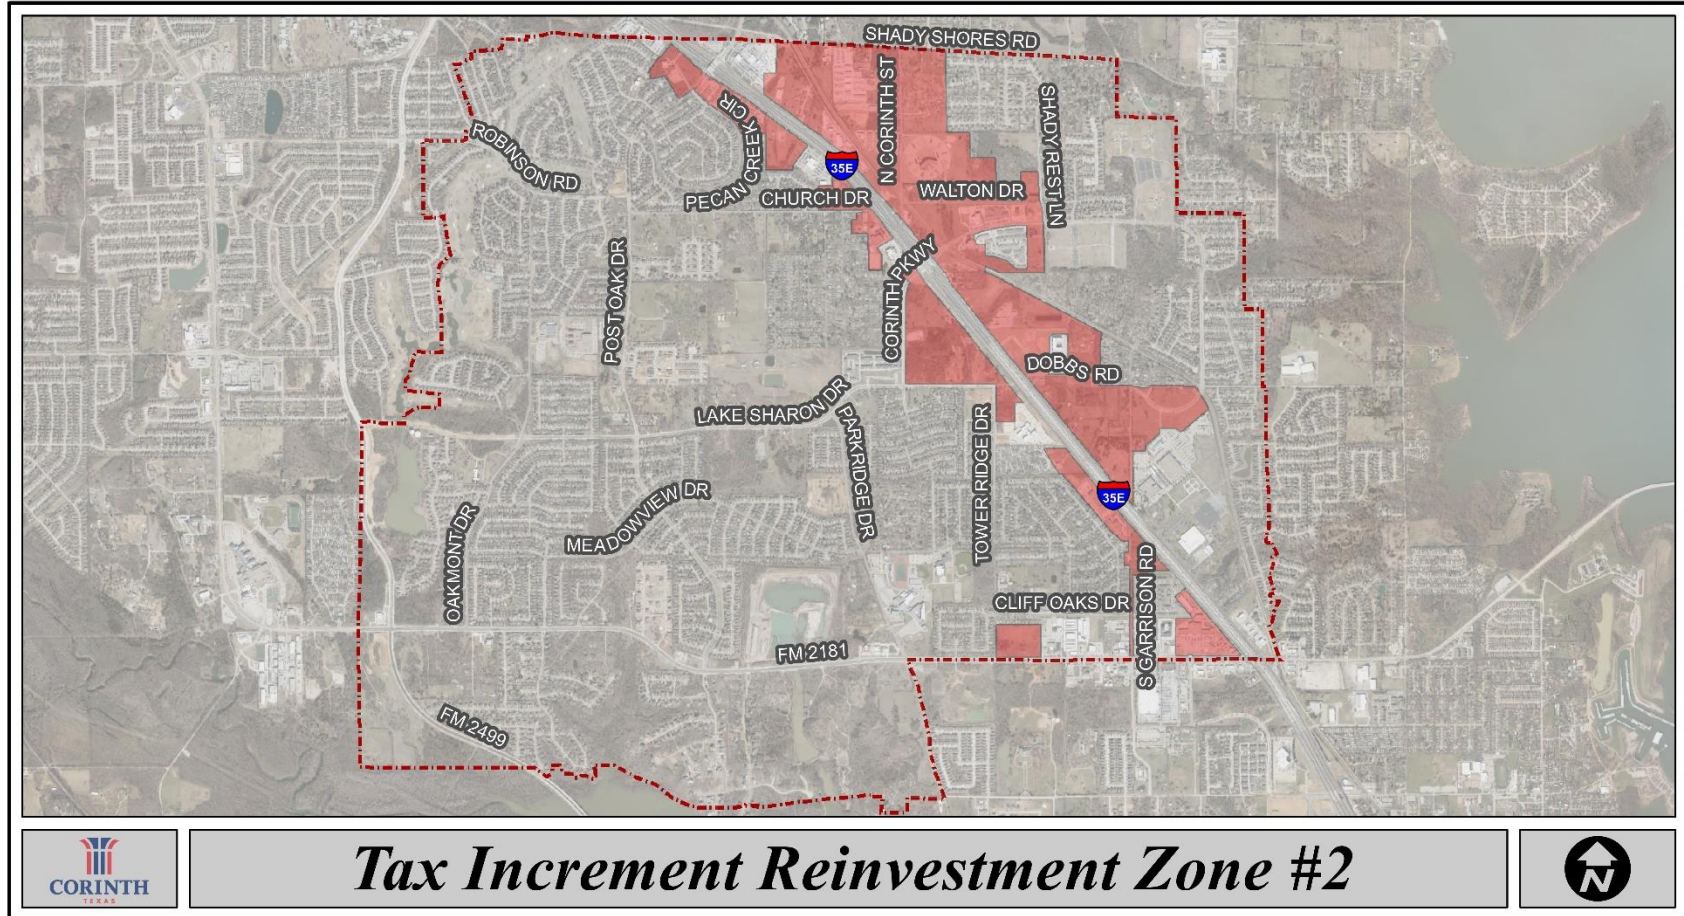 SHADY SHORES RD
N CORINTH ST
SHADY REST LN
PECAN CREEK CIR
ROBINSON RD
35E
WALTON DR
CHURCH DR
POST OAK DR
CORINTH PKWY
DOBBS RD
LAKE SHARON DR
PARKRIDGE DR
TOWER RIDGE DR
35E
MEADOWVIEW DR
OAKMONT DR
CLIFF OAKS DR
S GARRISON RD
FM 2181
FM 2499
CORINTH
TEXAS
Tax Increment Reinvestment Zone #2
N